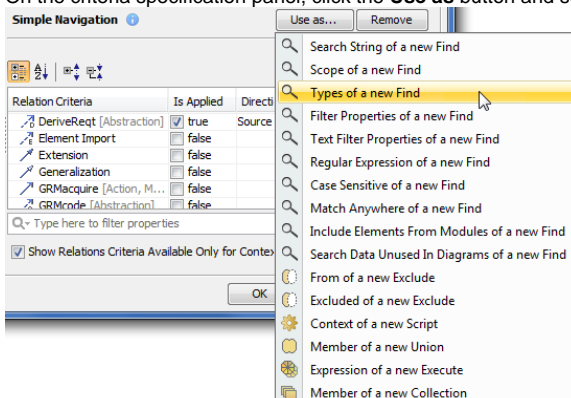 On the criteria specification panel, click the Use as button and s
Simple Navigation
Use as... Remove
Relation Criteria Is Applied Directi
DeriveReqt [Abstraction] true Source
Element Import false
Extension false
Generalization false
GRMacquire [Action, M... false
GRMcode [Abstraction] false
Type here to filter properties
Show Relations Criteria Available Only for Contex
OK
Search String of a new Find
Scope of a new Find
Types of a new Find
Filter Properties of a new Find
Text Filter Properties of a new Find
Regular Expression of a new Find
Case Sensitive of a new Find
Match Anywhere of a new Find
Include Elements From Modules of a new Find
Search Data Unused In Diagrams of a new Find
From of a new Exclude
Excluded of a new Exclude
Context of a new Script
Member of a new Union
Expression of a new Execute
Member of a new Collection